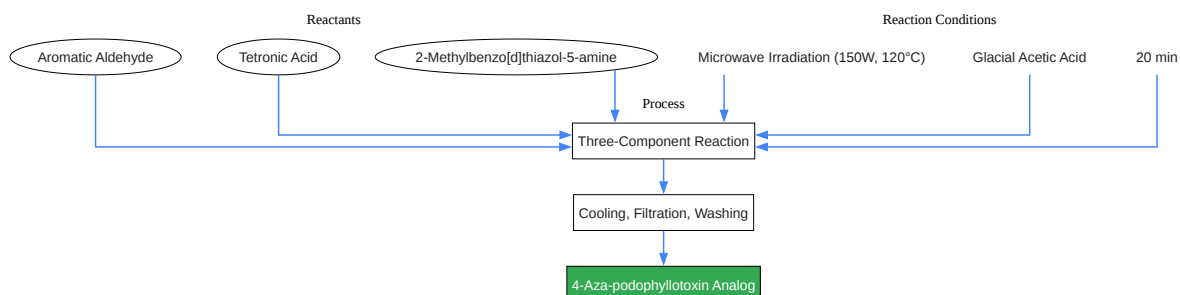 Reactants
Reaction Conditions
Aromatic Aldehyde
Tetronic Acid
2-Methylbenzo[d]thiazol-5-amine
Microwave Irradiation (150W, 120°C)
Glacial Acetic Acid
20 min
Process
Three-Component Reaction
Cooling, Filtration, Washing
4-Aza-podophyllotoxin Analog